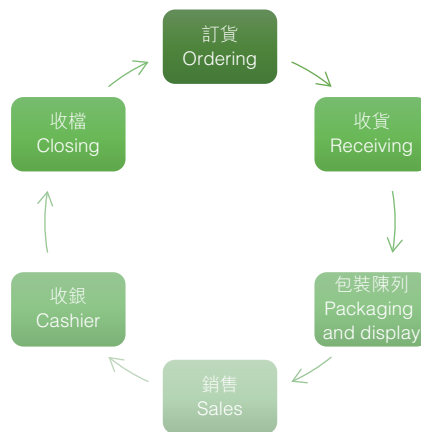 訂貨
Ordering
收貨
Receiving
包裝陳列
Packaging
and display
銷售
Sales
收銀
Cashier
收檔
Closing